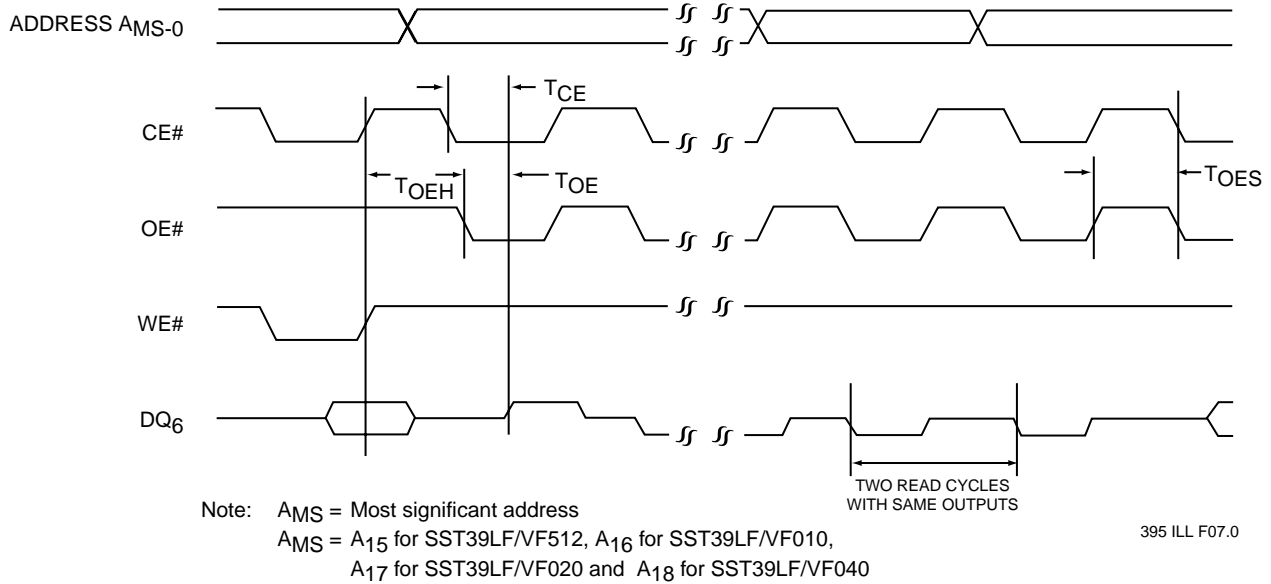 ADDRESS AMS-0
TCE
CE#
TOEH
TOE
TOES
OE#
WE#
DQ6
TWO READ CYCLES
WITH SAME OUTPUTS
Note: AMS = Most significant address
AMS = A15 for SST39LF/VF512, A16 for SST39LF/VF010,
A17 for SST39LF/VF020 and A18 for SST39LF/VF040
395 ILL F07.0